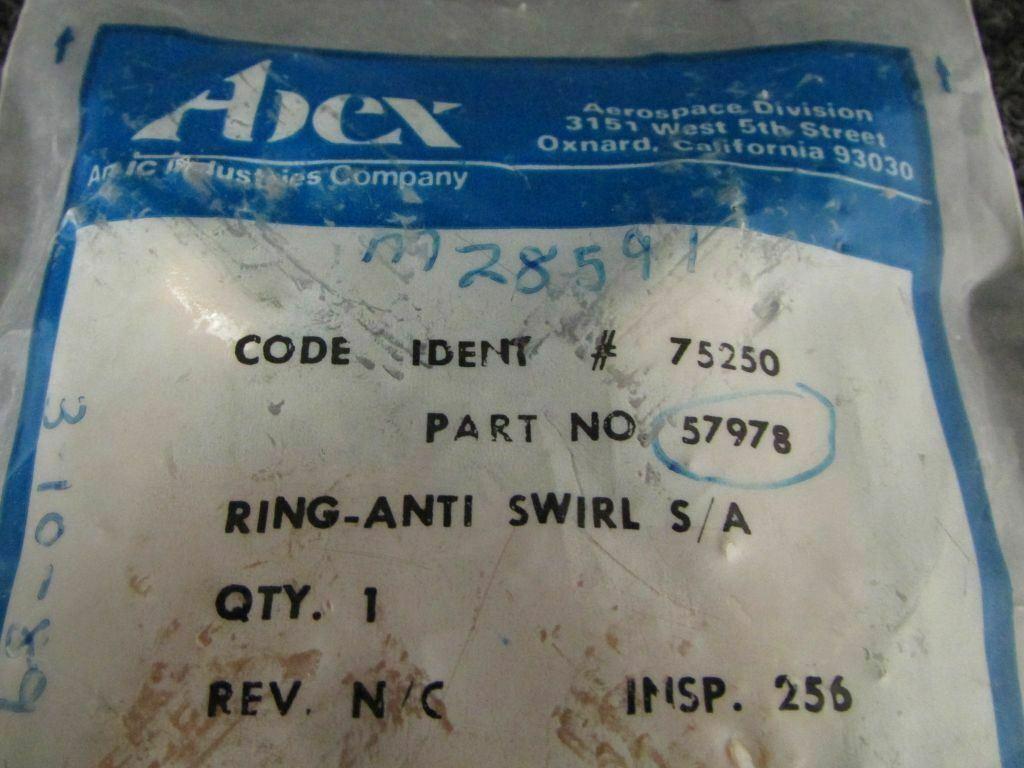 Abex
Aerospace Division
3151 West 5th Street
Oxnard, California 93030
Company
m28591
CODE IDENT # 75250
PART NO 57978
RING-ANTI SWIRL S/A
QTY. 1
REV. N/C
INSP. 256